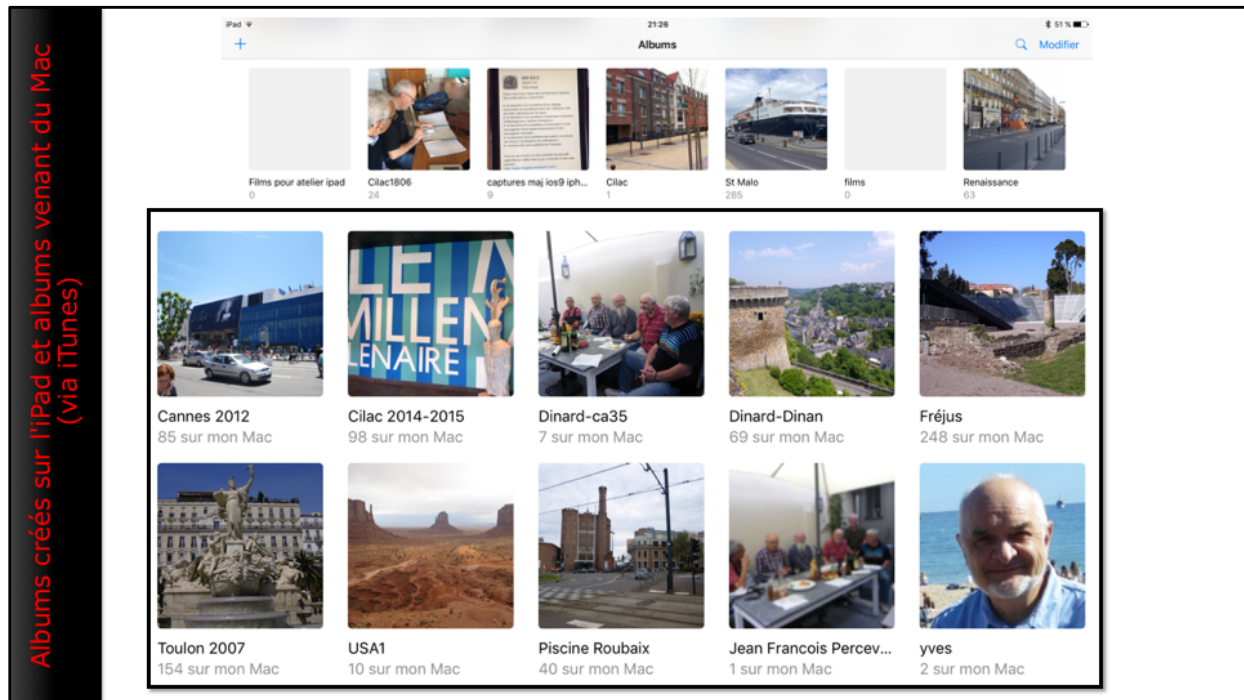 Albums créés sur l'iPad et albums venant du Mac
(via iTunes)
iPad
21:26
51 %
Albums
Modifier
Films pour atelier ipad
0
Cilac1806
24
captures maj ios9 iph...
9
Cilac
1
St Malo
285
films
0
Renaissance
63
LE
MILLEN
LENAIRE
Cannes 2012
85 sur mon Mac
Cilac 2014-2015
98 sur mon Mac
Dinard-ca35
7 sur mon Mac
Dinard-Dinan
69 sur mon Mac
Fréjus
248 sur mon Mac
Toulon 2007
154 sur mon Mac
USA1
10 sur mon Mac
Piscine Roubaix
40 sur mon Mac
Jean Francois Percev...
1 sur mon Mac
yves
2 sur mon Mac